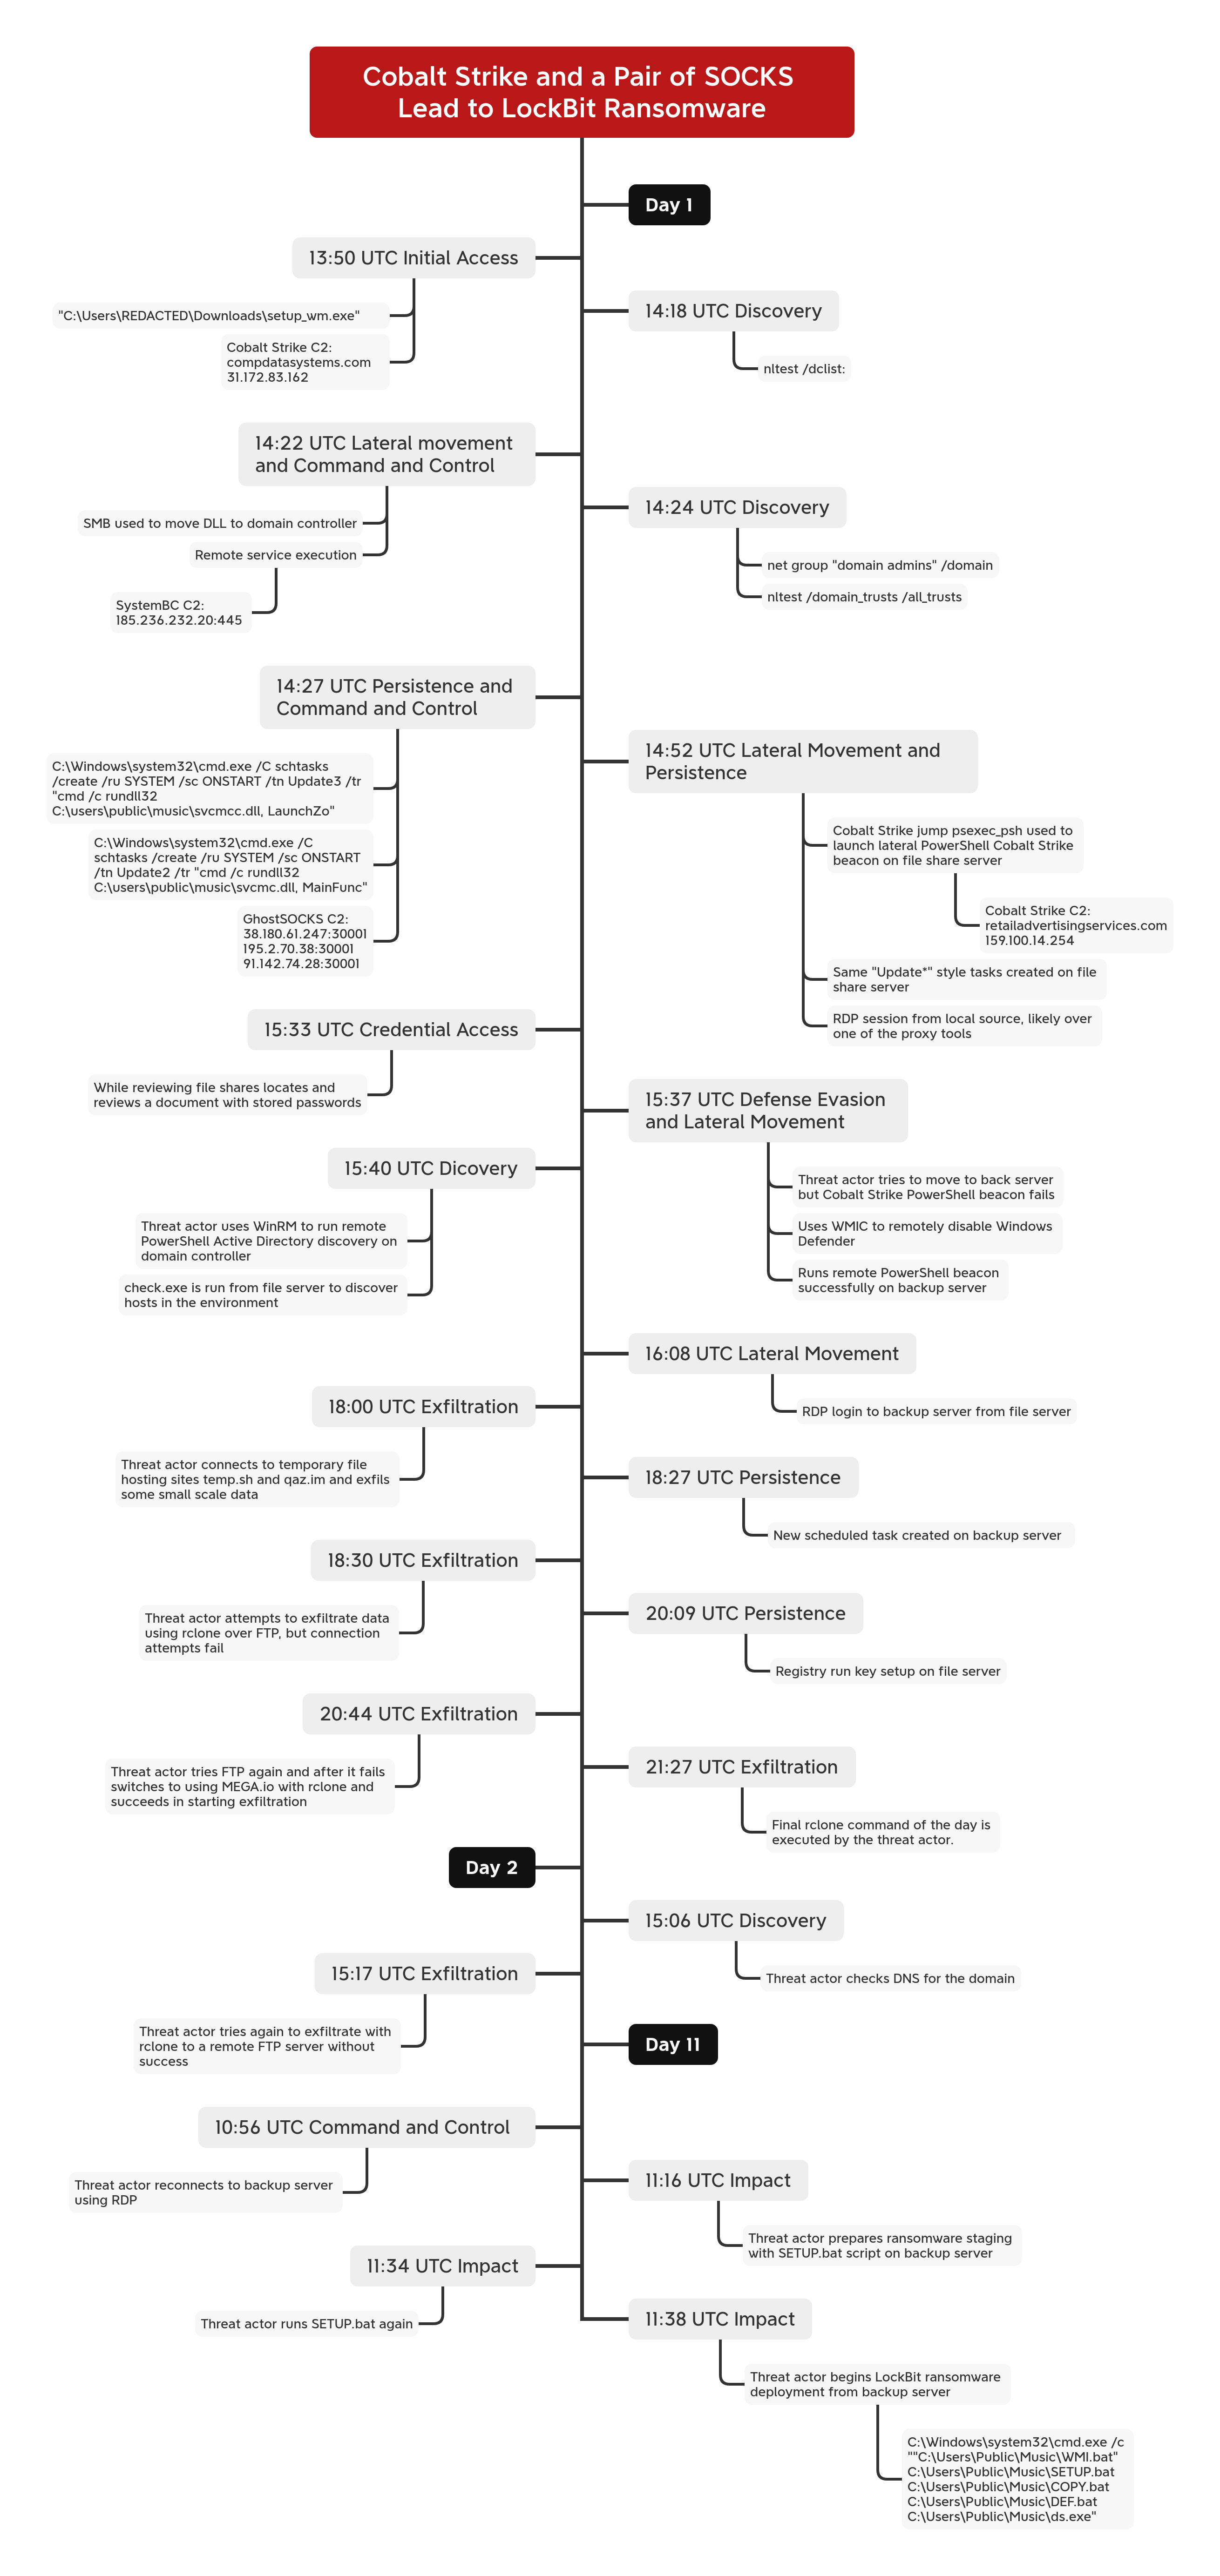 Cobalt Strike and a Pair of SOCKS
Lead to LockBit Ransomware
Day 1
13:50 UTC Initial Access
"C:\Users\REDACTED\Downloads\setup_wm.exe"
Cobalt Strike C2:
compdatasystems.com
31.172.83.162
14:18 UTC Discovery
nltest /dclist:
14:22 UTC Lateral movement
and Command and Control
SMB used to move DLL to domain controller
Remote service execution
SystemBC C2:
185.236.232.20:445
14:24 UTC Discovery
net group "domain admins" /domain
nltest /domain_trusts /all_trusts
14:27 UTC Persistence and
Command and Control
C:\Windows\system32\cmd.exe /C schtasks
/create /ru SYSTEM /sc ONSTART /tn Update3 /tr
"cmd /c rundll32
C:\users\public\music\svcmcc.dll, LaunchZo"
C:\Windows\system32\cmd.exe /C
schtasks /create /ru SYSTEM /sc ONSTART
/tn Update2 /tr "cmd /c rundll32
C:\users\public\music\svcmc.dll, MainFunc"
GhostSOCKS C2:
38.180.61.247:30001
195.2.70.38:30001
91.142.74.28:30001
14:52 UTC Lateral Movement and
Persistence
Cobalt Strike jump psexec_psh used to
launch lateral PowerShell Cobalt Strike
beacon on file share server
Cobalt Strike C2:
retailadvertisingservices.com
159.100.14.254
Same "Update*" style tasks created on file
share server
RDP session from local source, likely over
one of the proxy tools
15:33 UTC Credential Access
While reviewing file shares locates and
reviews a document with stored passwords
15:37 UTC Defense Evasion
and Lateral Movement
Threat actor tries to move to back server
but Cobalt Strike PowerShell beacon fails
Uses WMIC to remotely disable Windows
Defender
Runs remote PowerShell beacon
successfully on backup server
15:40 UTC Dicovery
Threat actor uses WinRM to run remote
PowerShell Active Directory discovery on
domain controller
check.exe is run from file server to discover
hosts in the environment
16:08 UTC Lateral Movement
RDP login to backup server from file server
18:00 UTC Exfiltration
Threat actor connects to temporary file
hosting sites temp.sh and qaz.im and exfils
some small scale data
18:27 UTC Persistence
New scheduled task created on backup server
18:30 UTC Exfiltration
Threat actor attempts to exfiltrate data
using rclone over FTP, but connection
attempts fail
20:09 UTC Persistence
Registry run key setup on file server
20:44 UTC Exfiltration
Threat actor tries FTP again and after it fails
switches to using MEGA.io with rclone and
succeeds in starting exfiltration
21:27 UTC Exfiltration
Final rclone command of the day is
executed by the threat actor.
Day 2
15:06 UTC Discovery
Threat actor checks DNS for the domain
15:17 UTC Exfiltration
Threat actor tries again to exfiltrate with
rclone to a remote FTP server without
success
Day 11
10:56 UTC Command and Control
Threat actor reconnects to backup server
using RDP
11:16 UTC Impact
Threat actor prepares ransomware staging
with SETUP.bat script on backup server
11:34 UTC Impact
Threat actor runs SETUP.bat again
11:38 UTC Impact
Threat actor begins LockBit ransomware
deployment from backup server
C:\Windows\system32\cmd.exe /c
""C:\Users\Public\Music\WMI.bat"
C:\Users\Public\Music\SETUP.bat
C:\Users\Public\Music\COPY.bat
C:\Users\Public\Music\DEF.bat
C:\Users\Public\Music\ds.exe"